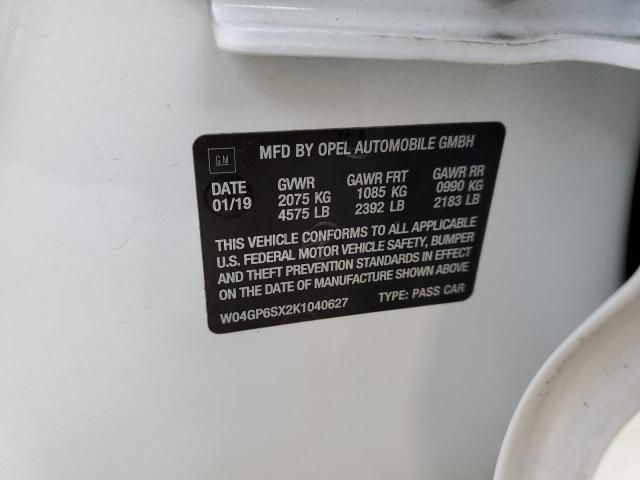 GM
MFD BY OPEL AUTOMOBILE GMBH
DATE GVWR GAWR FRT GAWR RR
01/19 2075 KG 1085 KG 0990 KG
4575 LB 2392 LB 2183 LB
THIS VEHICLE CONFORMS TO ALL APPLICABLE
U.S. FEDERAL MOTOR VEHICLE SAFETY, BUMPER
AND THEFT PREVENTION STANDARDS IN EFFECT
ON THE DATE OF MANUFACTURE SHOWN ABOVE
W04GP6SX2K1040627 TYPE: PASS CAR